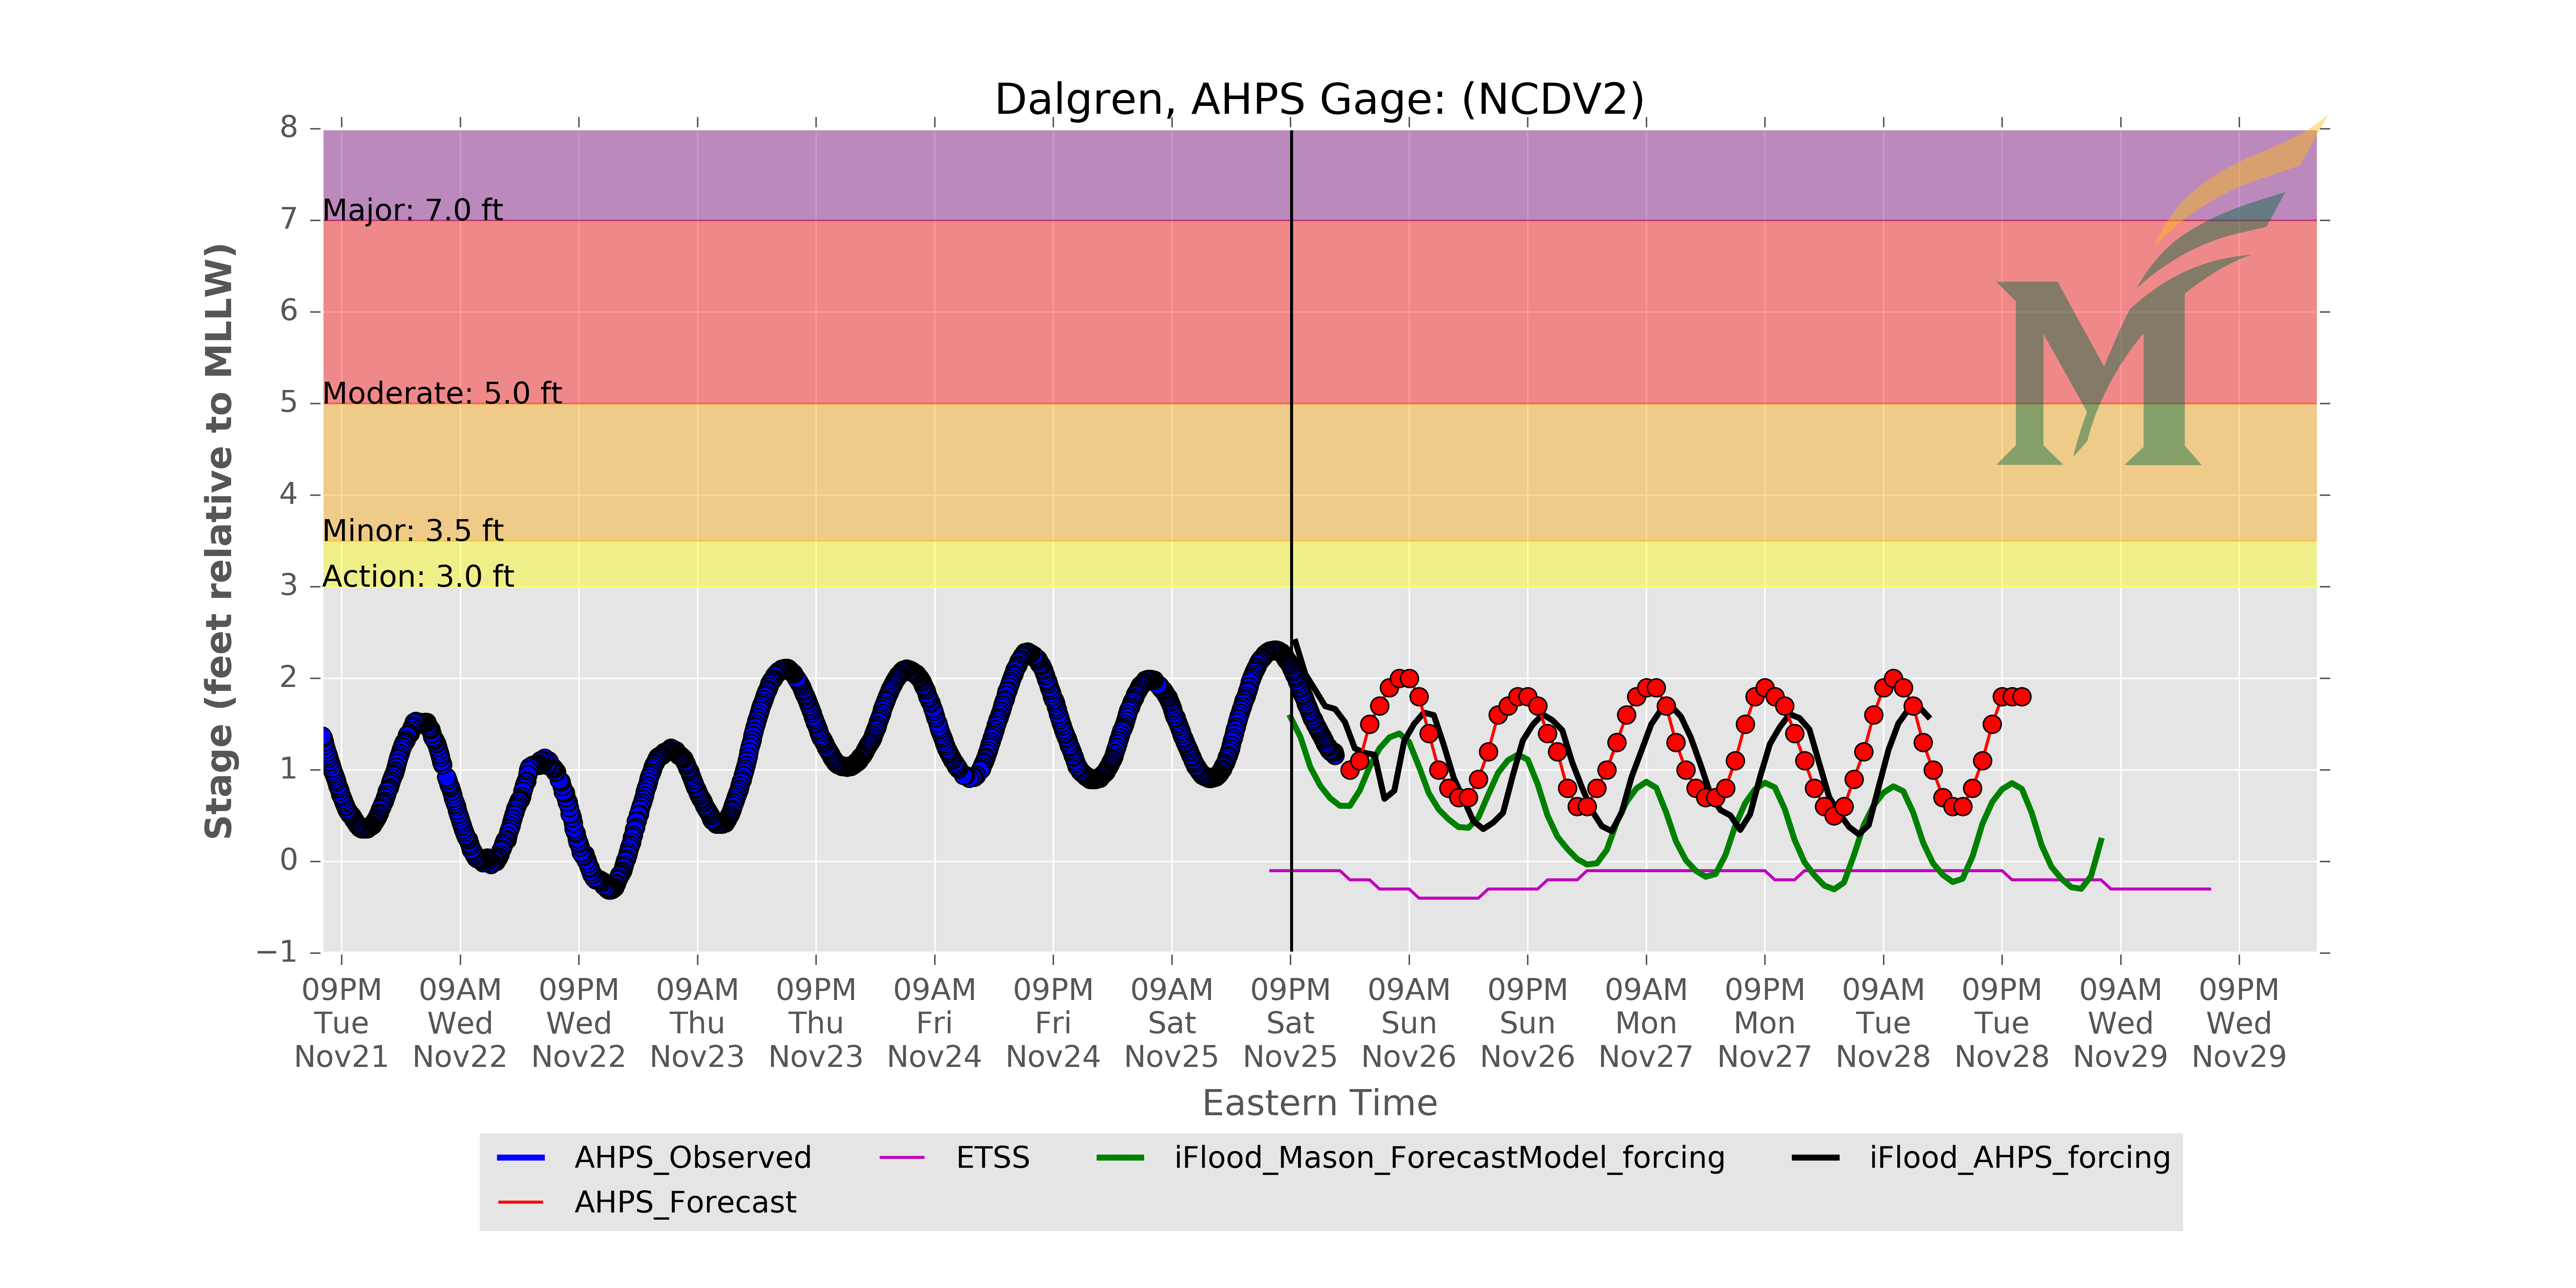 Dalgren, AHPS Gage: (NCDV2)
8
7
6
5
4
3
2
1
0
−1
Stage (feet relative to MLLW)
Major: 7.0 ft
Moderate: 5.0 ft
Minor: 3.5 ft
Action: 3.0 ft
M
09PM 09AM 09PM 09AM 09PM 09AM 09PM 09AM 09PM 09AM 09PM 09AM 09PM 09AM 09PM 09AM 09PM
Tue Wed Wed Thu Thu Fri Fri Sat Sat Sun Sun Mon Mon Tue Tue Wed Wed
Nov21 Nov22 Nov22 Nov23 Nov23 Nov24 Nov24 Nov25 Nov25 Nov26 Nov26 Nov27 Nov27 Nov28 Nov28 Nov29 Nov29
Eastern Time
AHPS_Observed ETSS iFlood_Mason_ForecastModel_forcing iFlood_AHPS_forcing
AHPS_Forecast